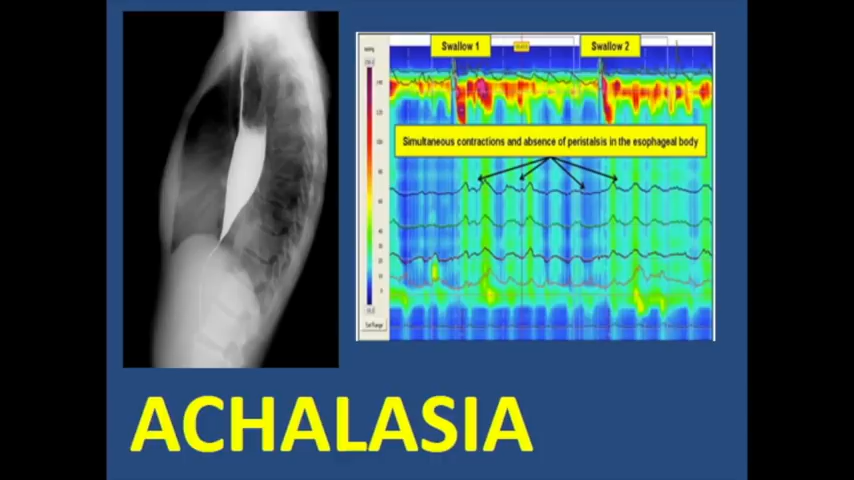 Swallow 1
Swallow 2
Simultaneous contractions and absence of peristalsis in the esophageal body
ACHALASIA